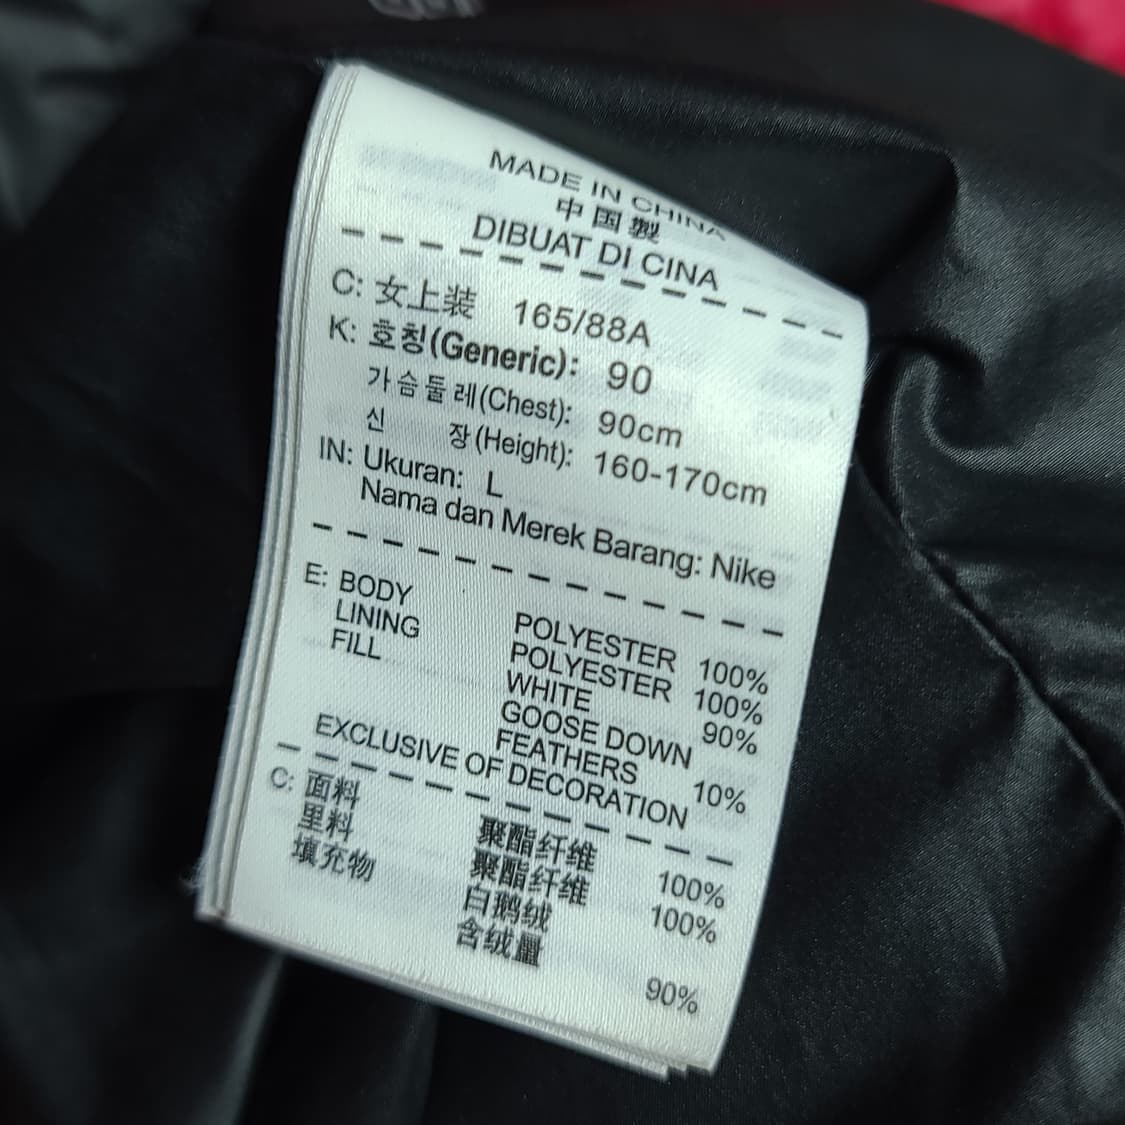 MADE IN CHINA
中国製
DIBUAT DI CINA
C: 女上装 165/88A
K: 호칭(Generic): 90
가슴둘레(Chest): 90cm
신 장(Height): 160-170cm
IN: Ukuran: L
Nama dan Merek Barang: Nike
E: BODY POLYESTER 100%
LINING POLYESTER 100%
FILL WHITE 90%
GOOSE DOWN
FEATHERS 10%
EXCLUSIVE OF DECORATION
C: 面料 聚酯纤维 100%
里料 聚酯纤维 100%
填充物 白鹅绒
含绒量 90%